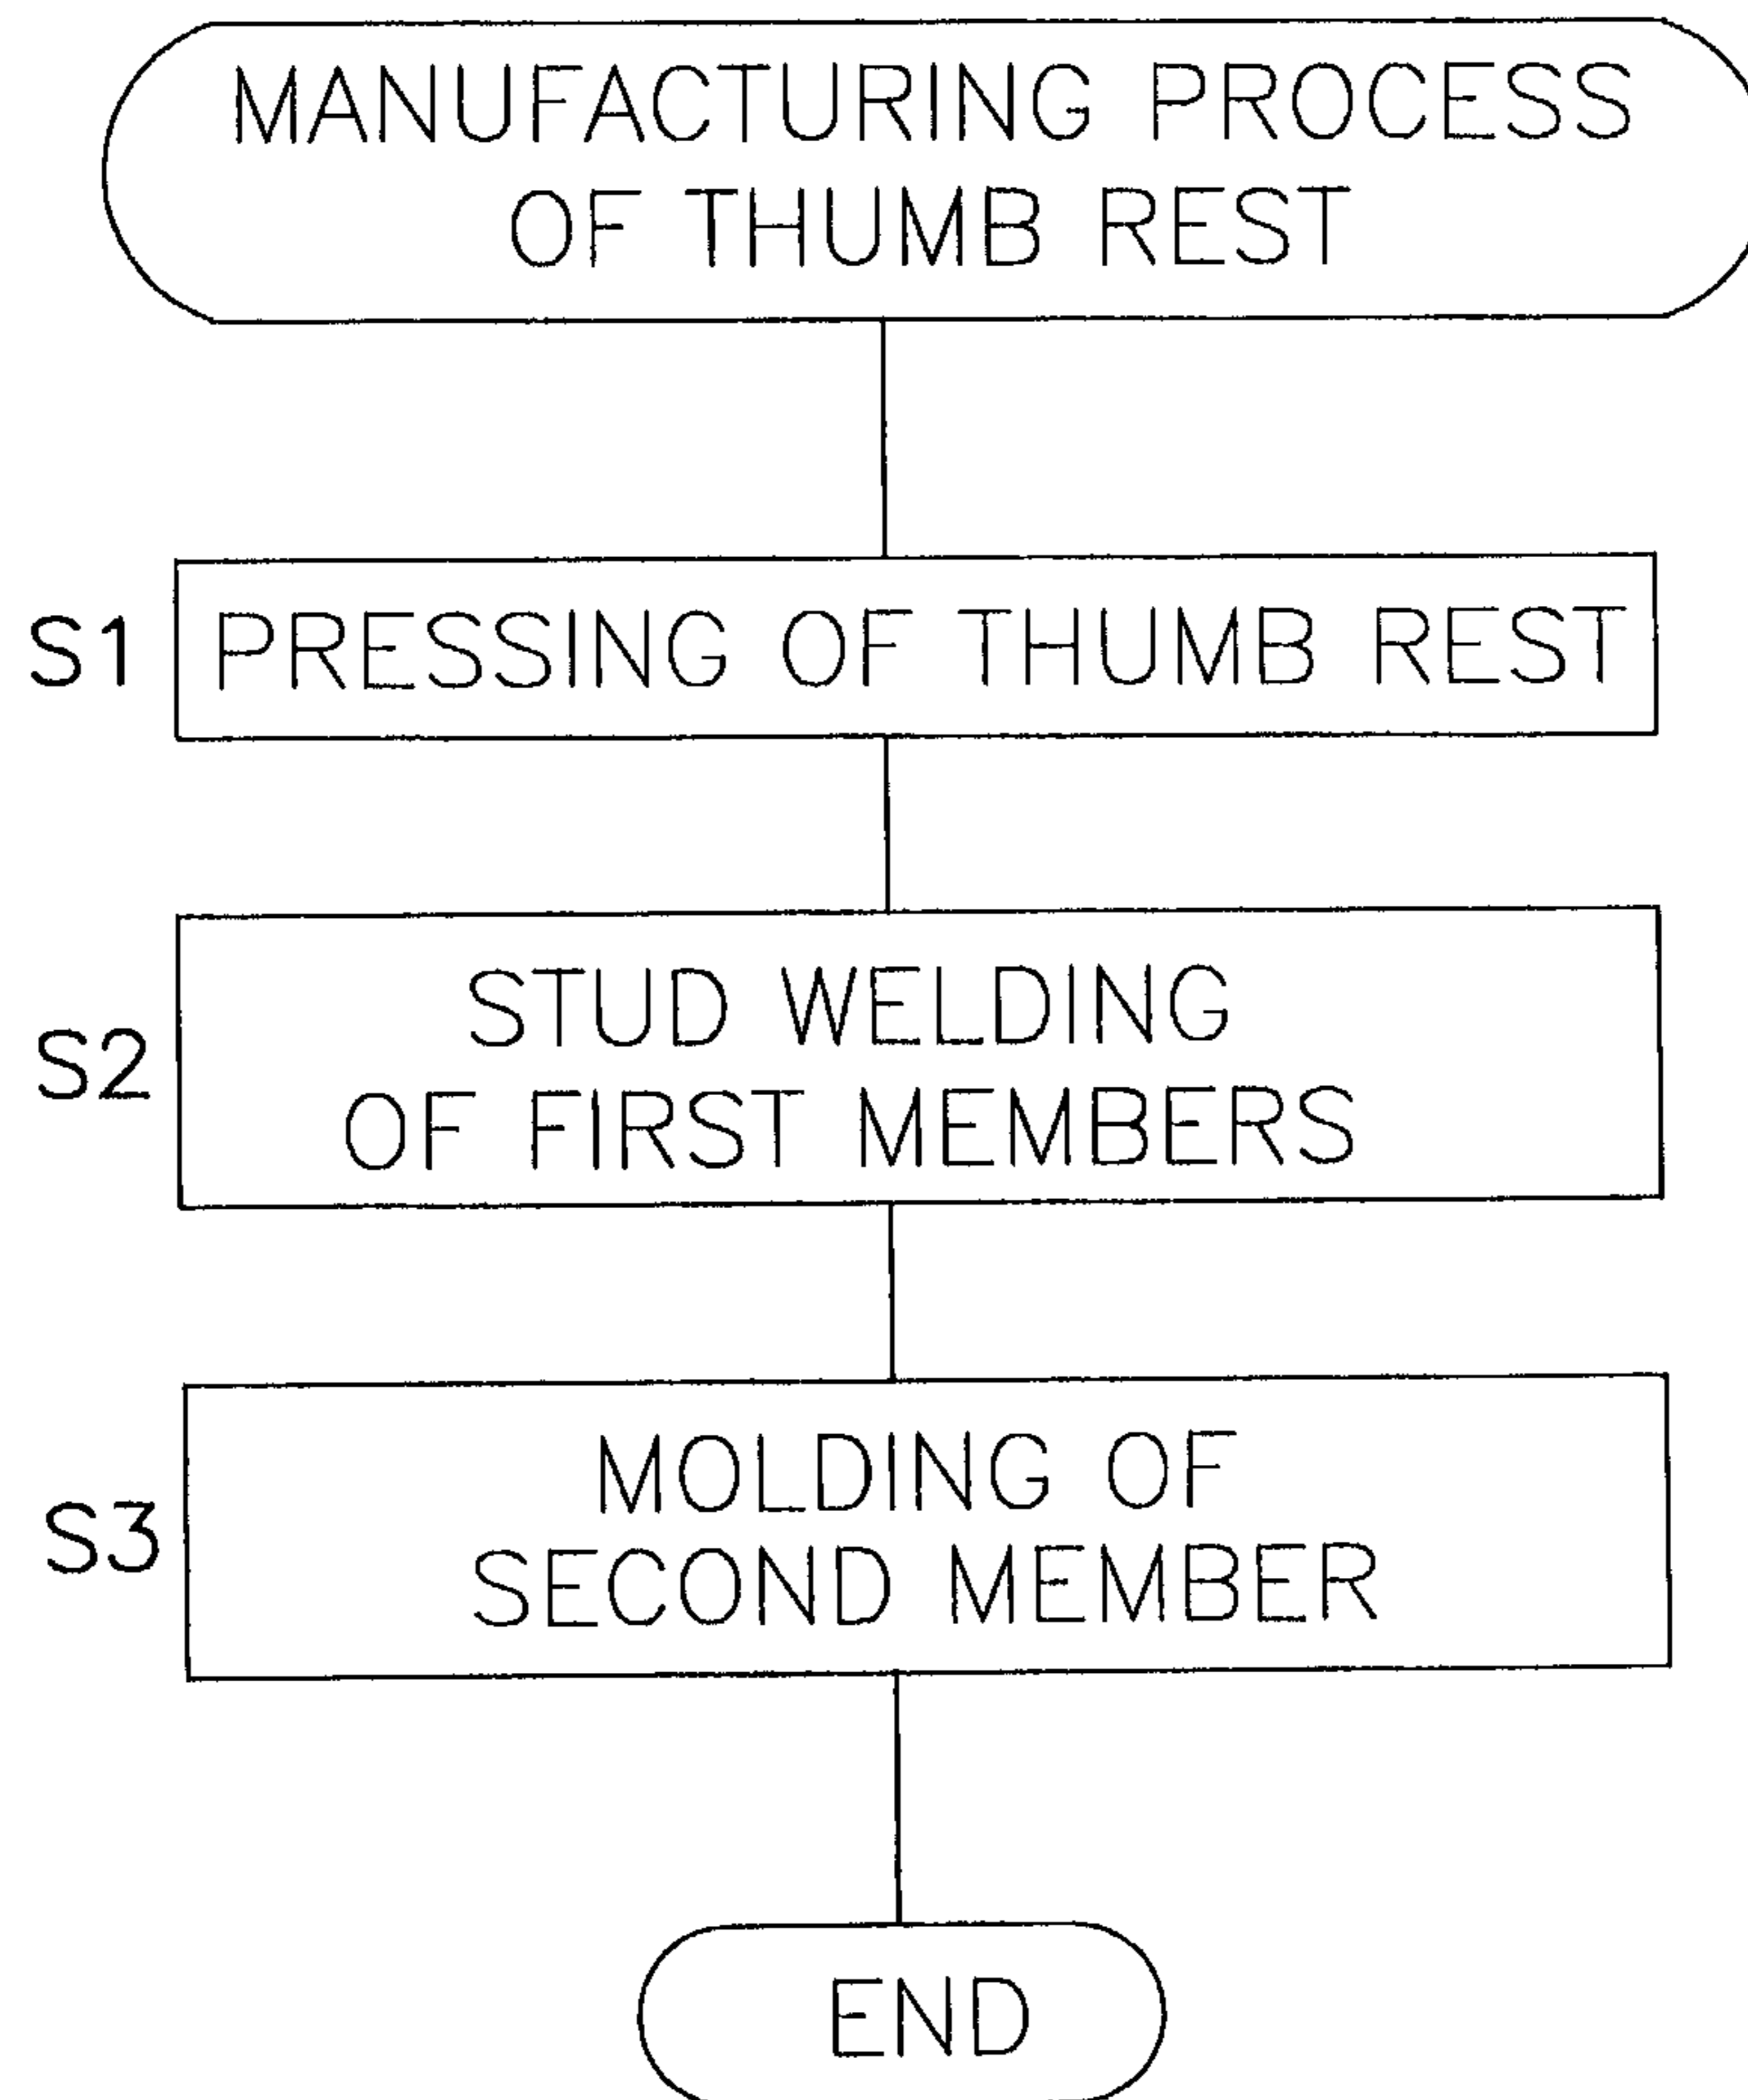 MANUFACTURING PROCESS
OF THUMB REST
S1 PRESSING OF THUMB REST
S2
STUD WELDING
OF FIRST MEMBERS
S3
MOLDING OF
SECOND MEMBER
END